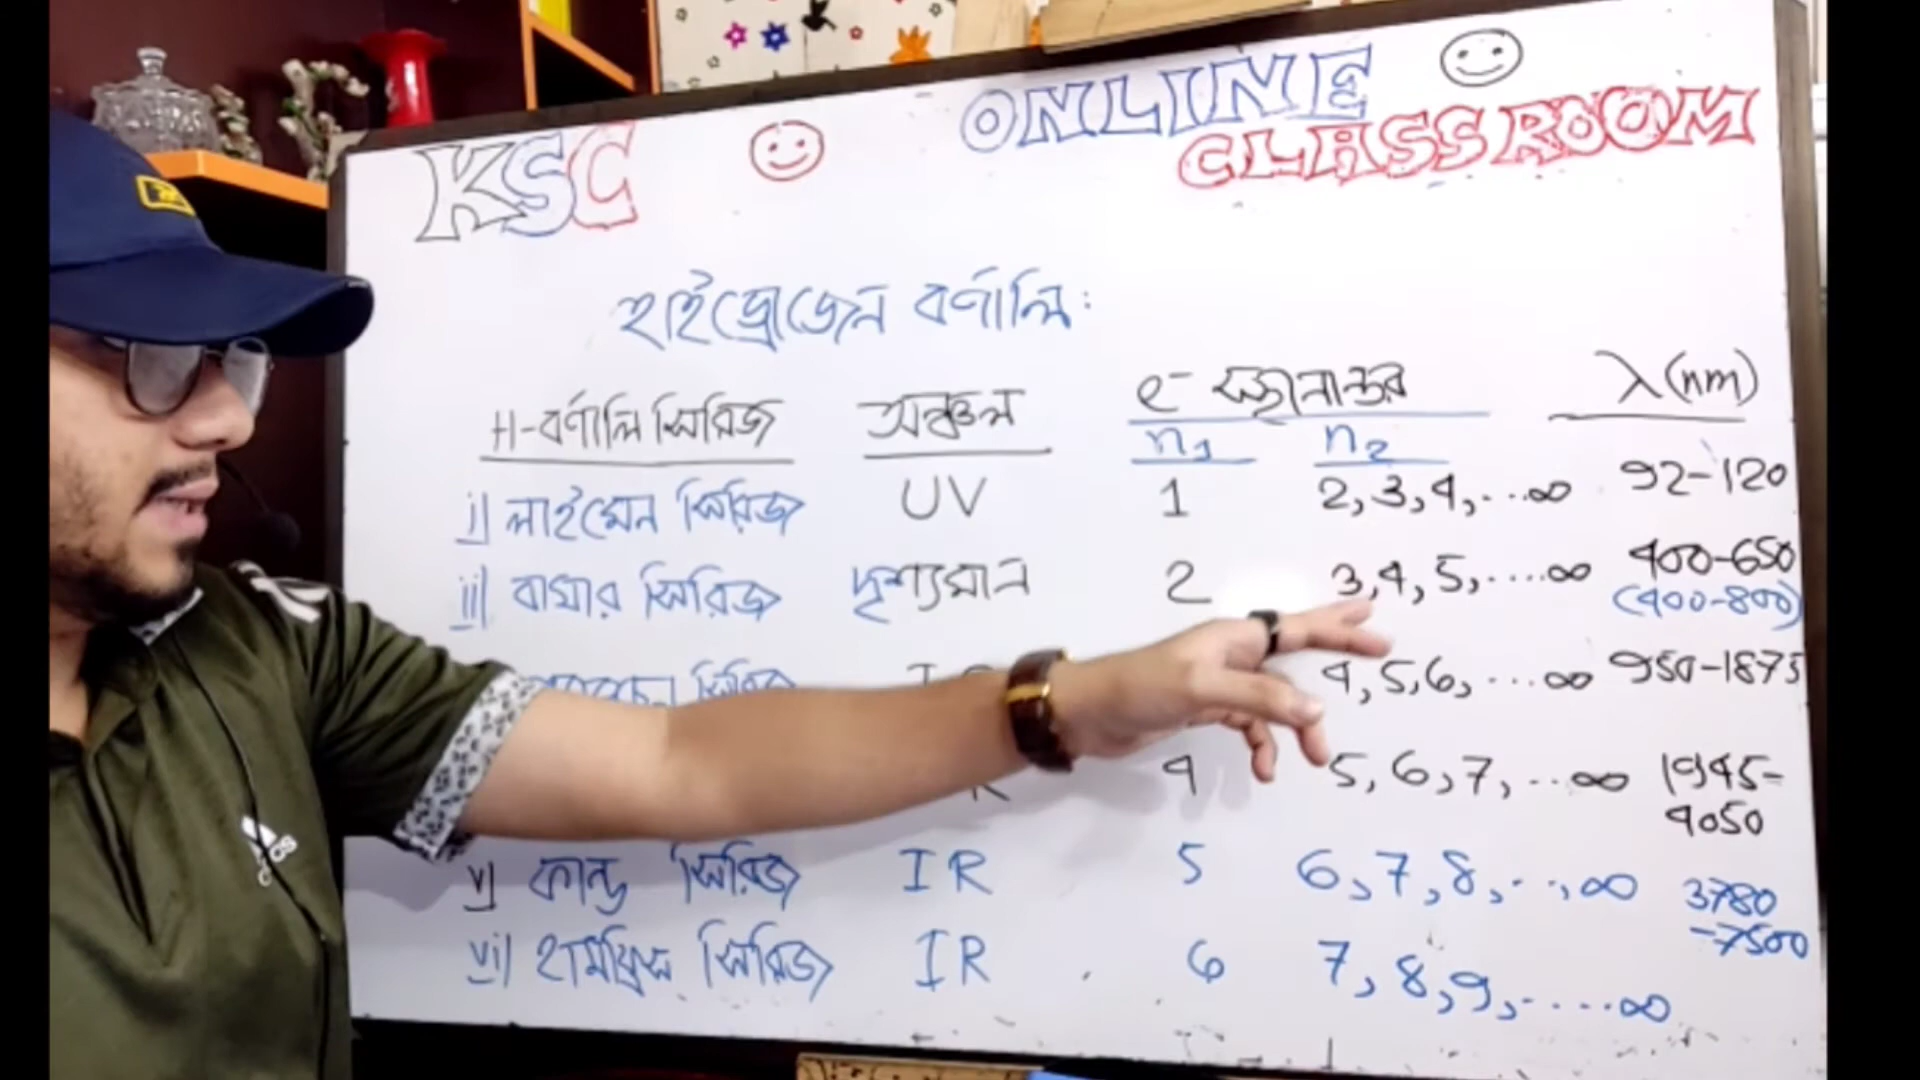 KSC
ONLINE
CLASSROOM
হাইড্রোজেন বর্ণালি:
H-বর্ণালি সিরিজ অঞ্চল e⁻ স্থানান্তর λ(nm)
n₁ n₂
i) লাইমেন সিরিজ UV 1 2,3,4,...∞ 92-120
ii) বামার সিরিজ দৃশ্যমান 2 3,4,5,....∞ 400-650
(400-800)
সিরিজ 4,5,6,...∞ 950-1875
4 5,6,7,...∞ 1945-
4050
v) ফান্ড সিরিজ IR 5 6,7,8,...,∞ 3780
-7500
vi) হামফ্রিস সিরিজ IR 6 7,8,9,.....∞